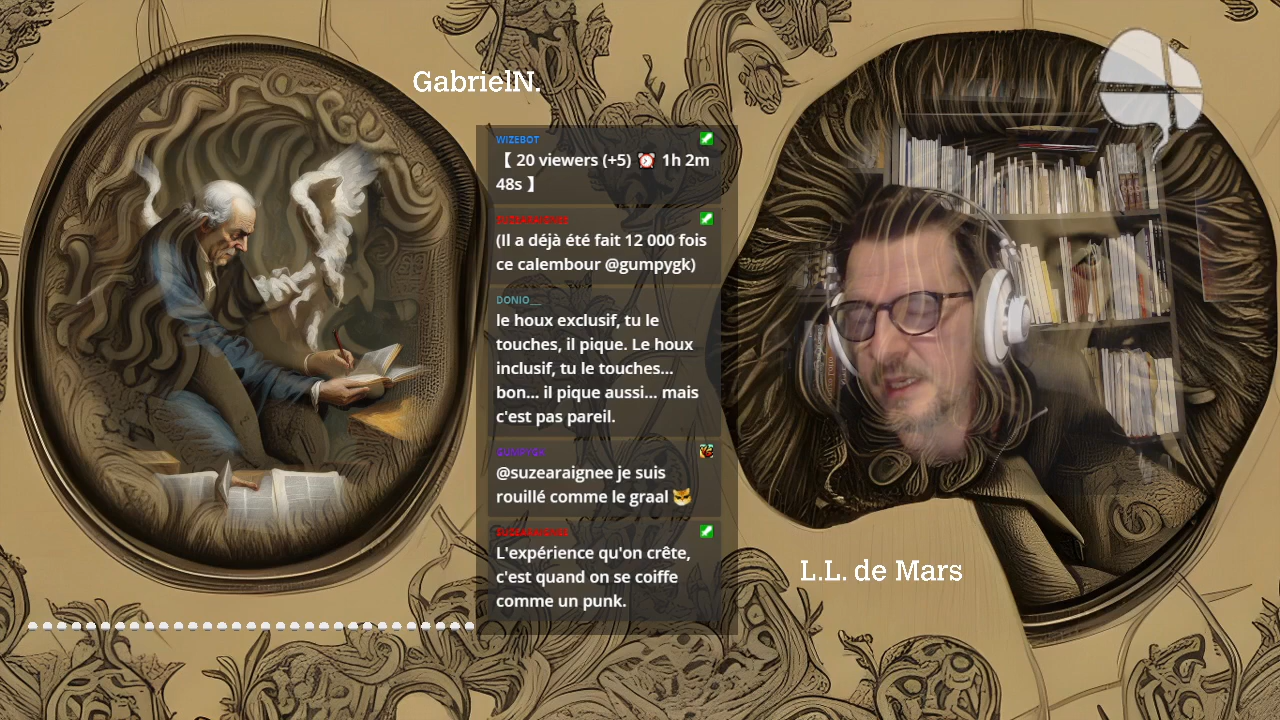 GabrielN.
WIZEBOT
【 20 viewers (+5) ⏰ 1h 2m
48s 】
SUZEARAIGNEE
(Il a déjà été fait 12 000 fois
ce calembour @gumpygk)
DONIO__
le houx exclusif, tu le
touches, il pique. Le houx
inclusif, tu le touches...
bon... il pique aussi... mais
c'est pas pareil.
GUMPYGK
@suzearaignee je suis
rouillé comme le graal
SUZEARAIGNEE
L'expérience qu'on crête,
c'est quand on se coiffe
comme un punk.
L.L. de Mars